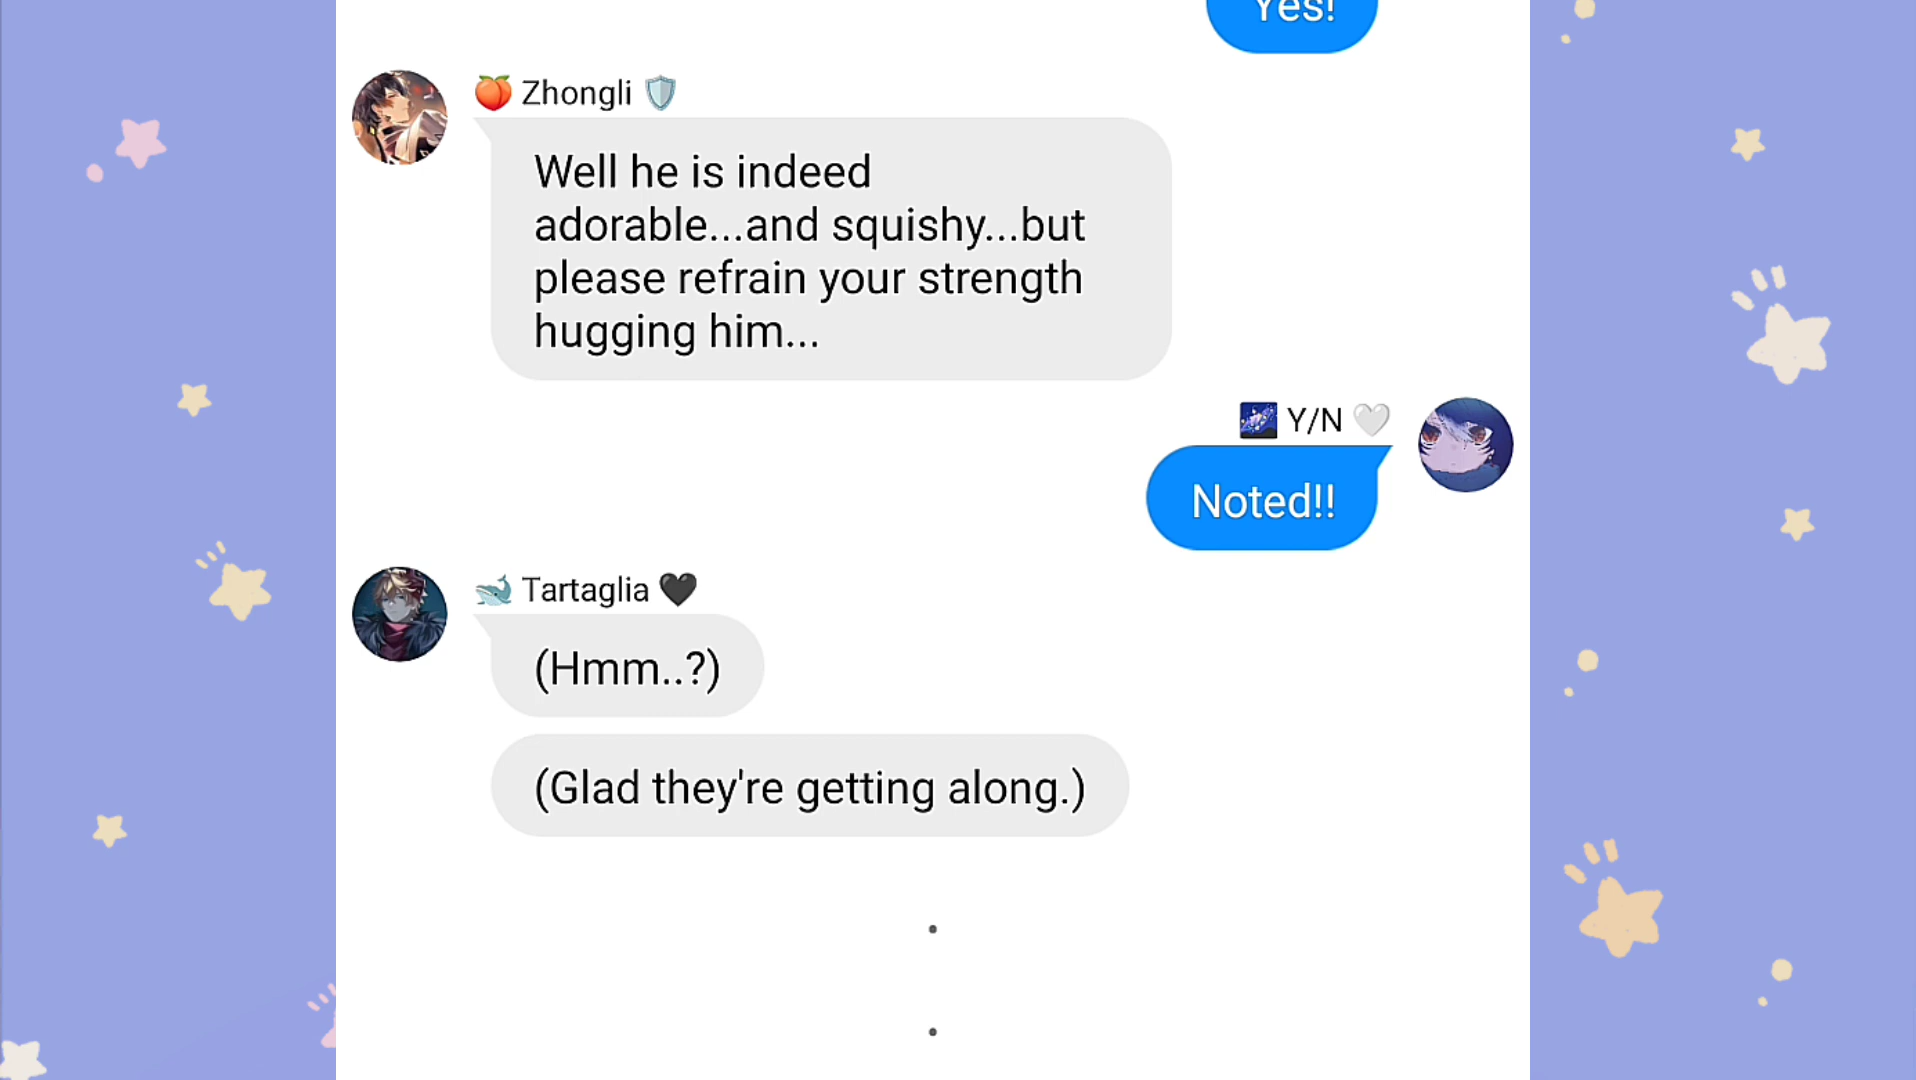 Yes!
🍑 Zhongli 🛡️
Well he is indeed
adorable...and squishy...but
please refrain your strength
hugging him...
🌌 Y/N 🤍
Noted!!
🐋 Tartaglia 🖤
(Hmm..?)
(Glad they're getting along.)
.
.